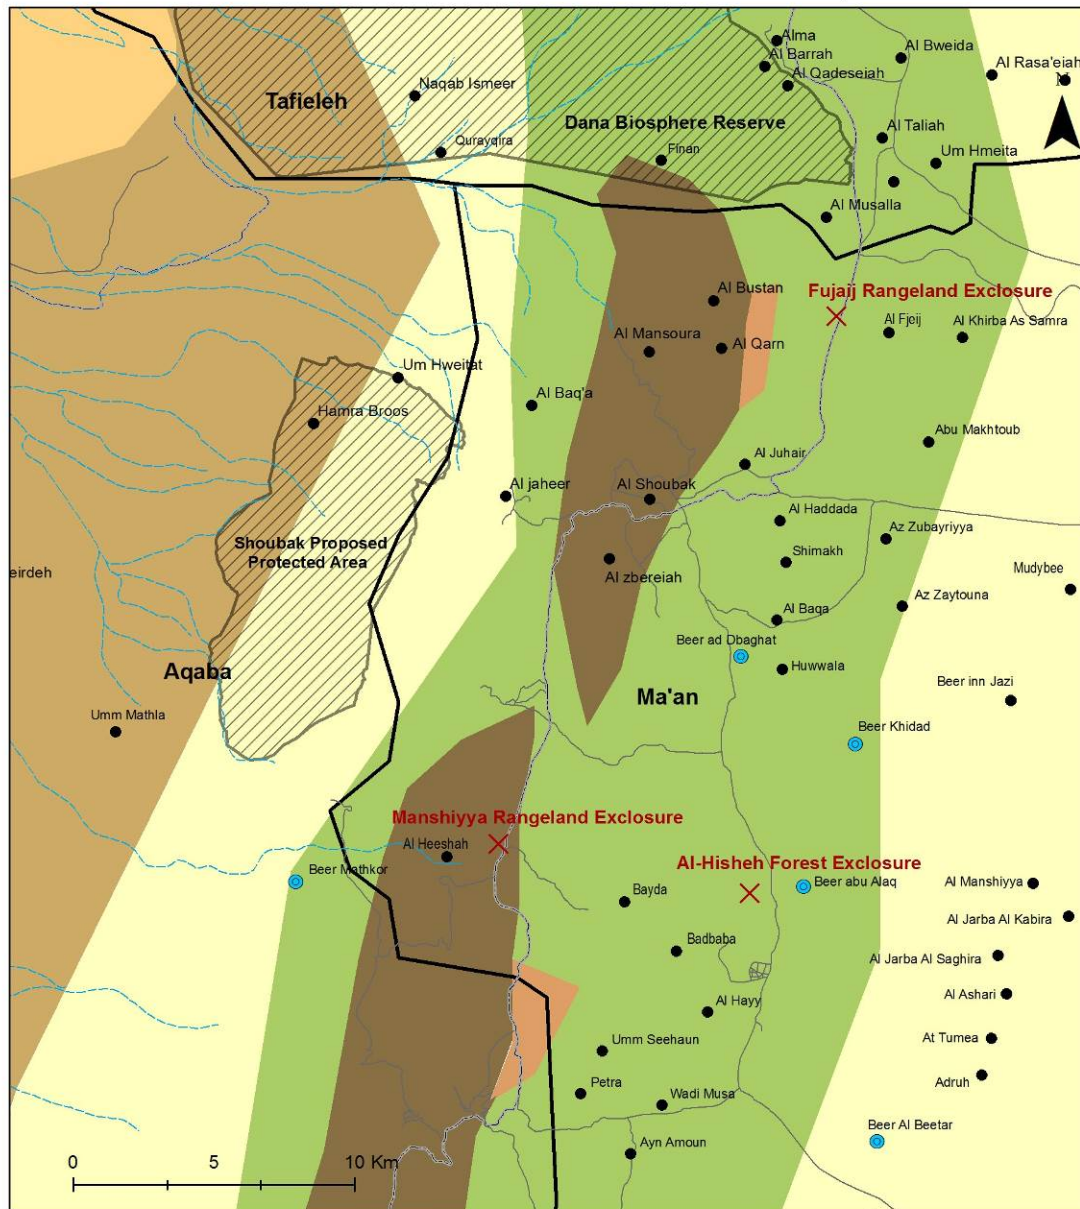 Alma
Al Bweida
Al Barrah
Al Rasa'eiah
N
Al Qadeseiah
Naqab Ismeer
Tafieleh
Dana Biosphere Reserve
Al Taliah
Qurayqira
Finan
Um Hmeita
Al Musalla
Fujaij Rangeland Exclosure
Al Bustan
Al Fjeij
Al Khirba As Samra
Al Mansoura
Al Qarn
Um Hweitat
Al Baq'a
Hamra Broos
Abu Makhtoub
Al Juhair
Al jaheer
Al Shoubak
Al Haddada
Az Zubayriyya
Shoubak Proposed
Protected Area
Shimakh
eirdeh
Al zbereiah
Mudybee
Az Zaytouna
Al Baqa
Beer ad Dbaghat
Aqaba
Huwwala
Ma'an
Beer inn Jazi
Umm Mathla
Beer Khidad
Manshiyya Rangeland Exclosure
Al Heeshah
Al-Hisheh Forest Exclosure
Beer Mathkor
Beer abu Alaq
Al Manshiyya
Bayda
Al Jarba Al Kabira
Badbaba
Al Jarba Al Saghira
Al Ashari
Al Hayy
At Tumea
Umm Seehaun
Adruh
Petra
Wadi Musa
Beer Al Beetar
Ayn Amoun
0 5 10 Km